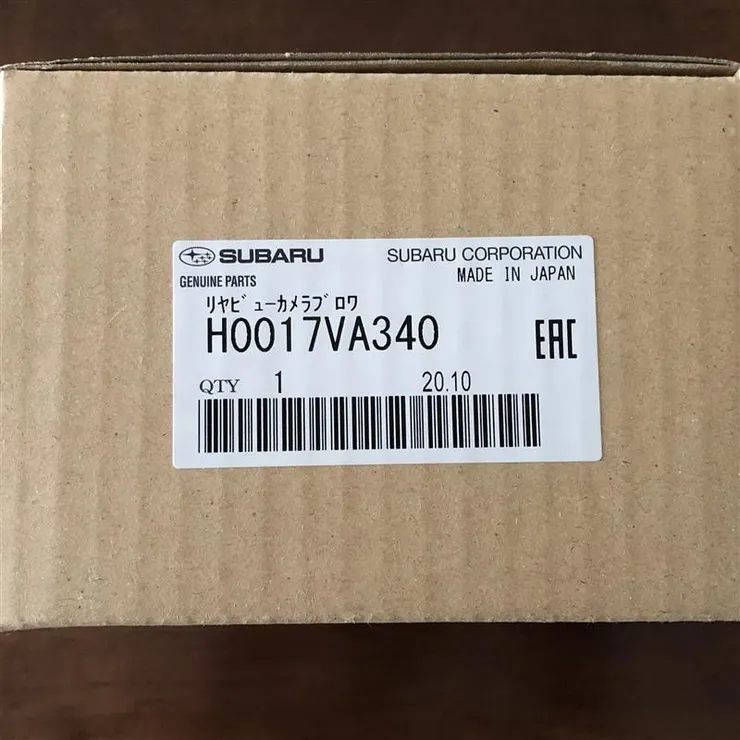 SUBARU SUBARU CORPORATION
GENUINE PARTS MADE IN JAPAN
リヤビューカメラブロワ
H0017VA340 EAC
QTY 1 20.10